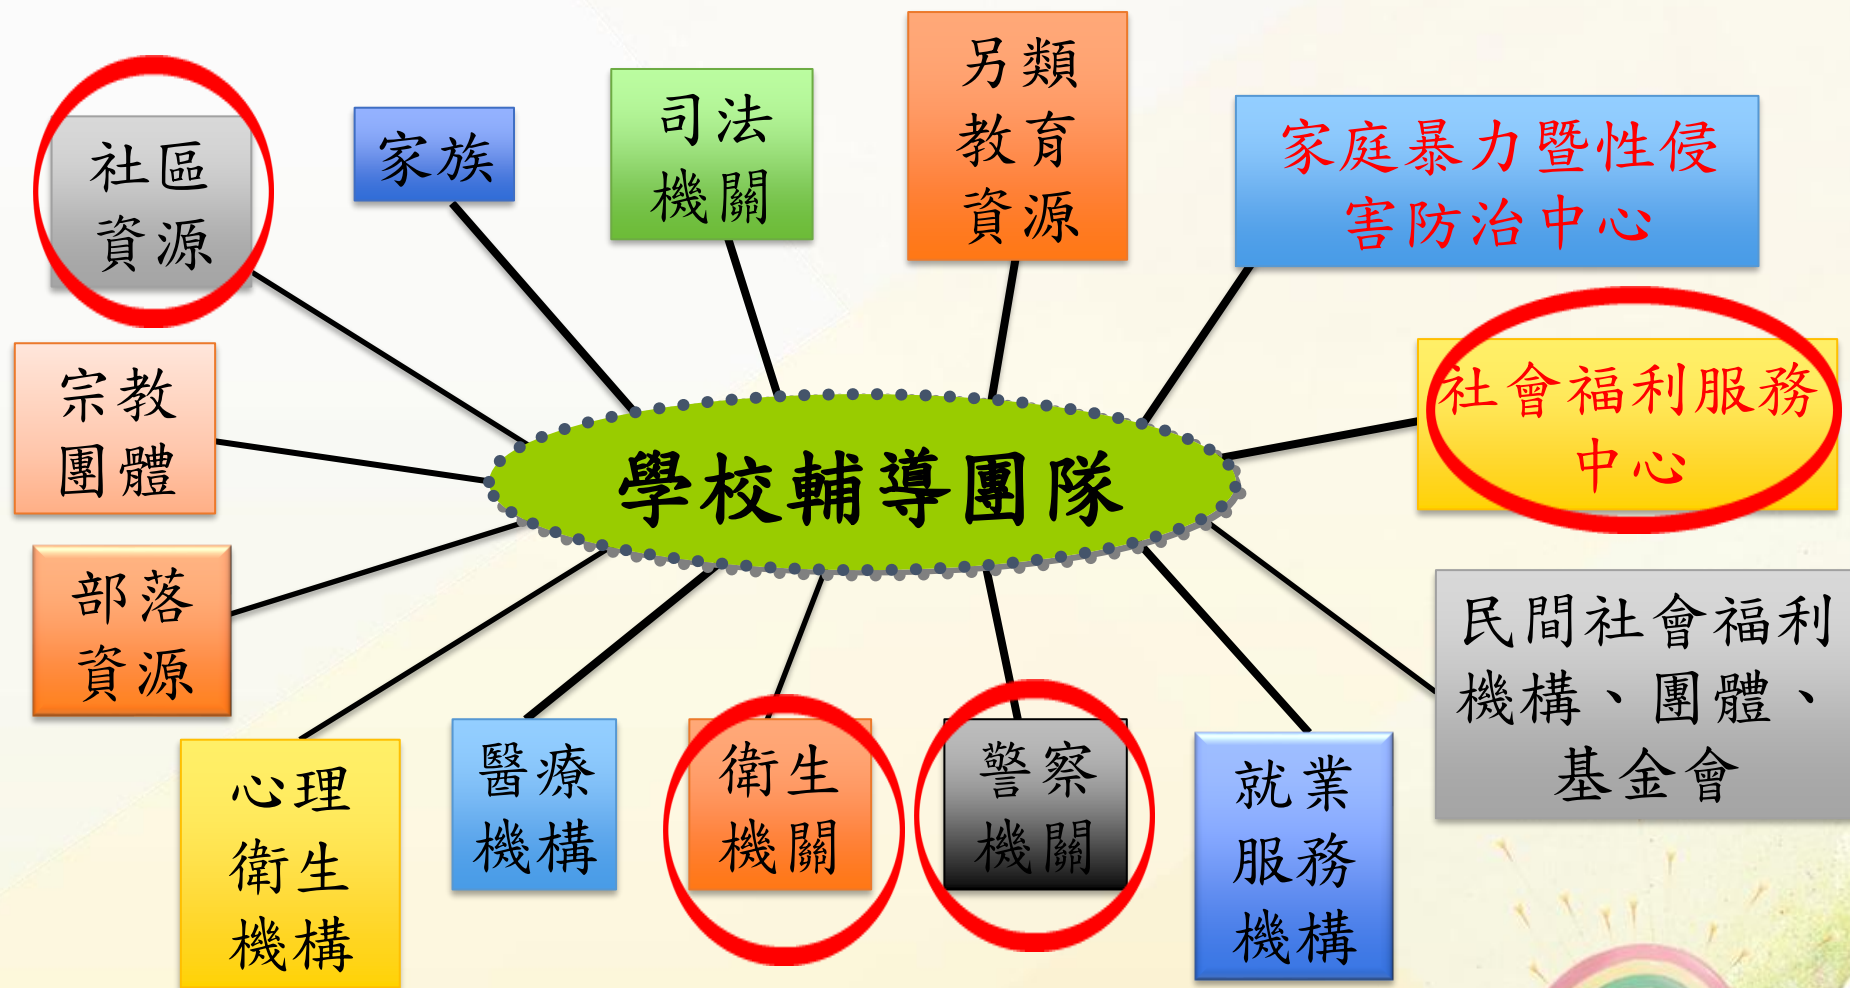 社區
資源
家族
司法
機關
另類
教育
資源
家庭暴力暨性侵
害防治中心
社會福利服務
中心
宗教
團體
學校輔導團隊
部落
資源
民間社會福利
機構、團體、
基金會
心理
衛生
機構
醫療
機構
衛生
機關
警察
機關
就業
服務
機構